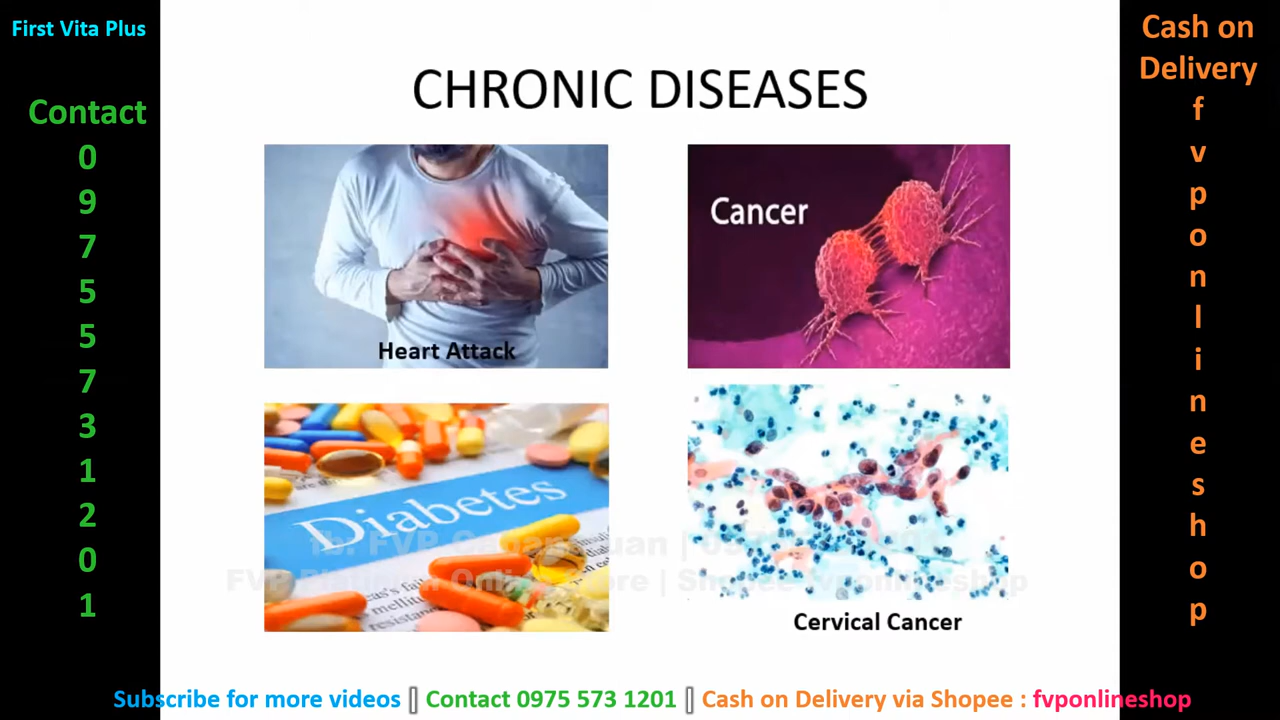 First Vita Plus
Contact
0
9
7
5
5
7
3
1
2
0
1
CHRONIC DISEASES
Heart Attack
Cancer
Diabetes
Cervical Cancer
Cash on
Delivery
f
v
p
o
n
l
i
n
e
s
h
o
p
Subscribe for more videos | Contact 0975 573 1201 | Cash on Delivery via Shopee : fvponlineshop